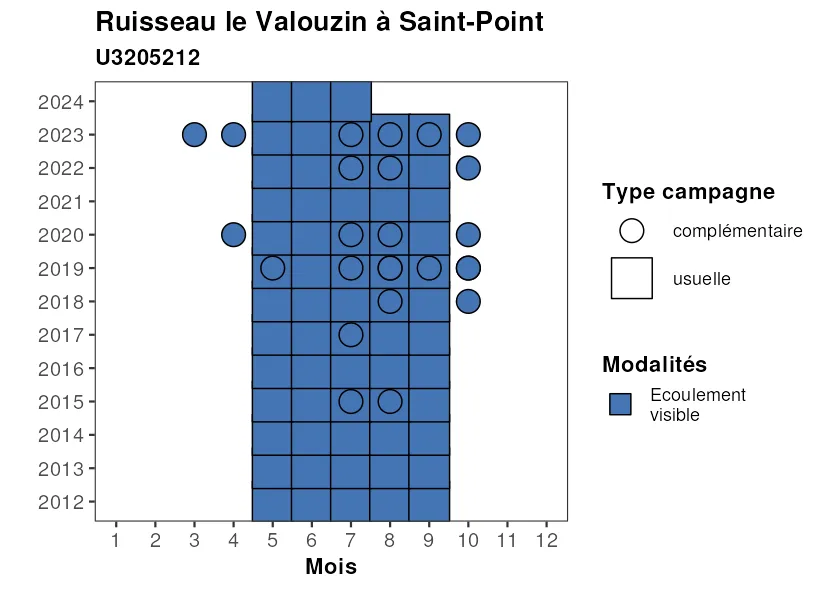 Ruisseau le Valouzin à Saint-Point
U3205212
2024
2023
2022
2021
2020
2019
2018
2017
2016
2015
2014
2013
2012
1 2 3 4 5 6 7 8 9 10 11 12
Mois
Type campagne
complémentaire
usuelle
Modalités
Ecoulement
visible